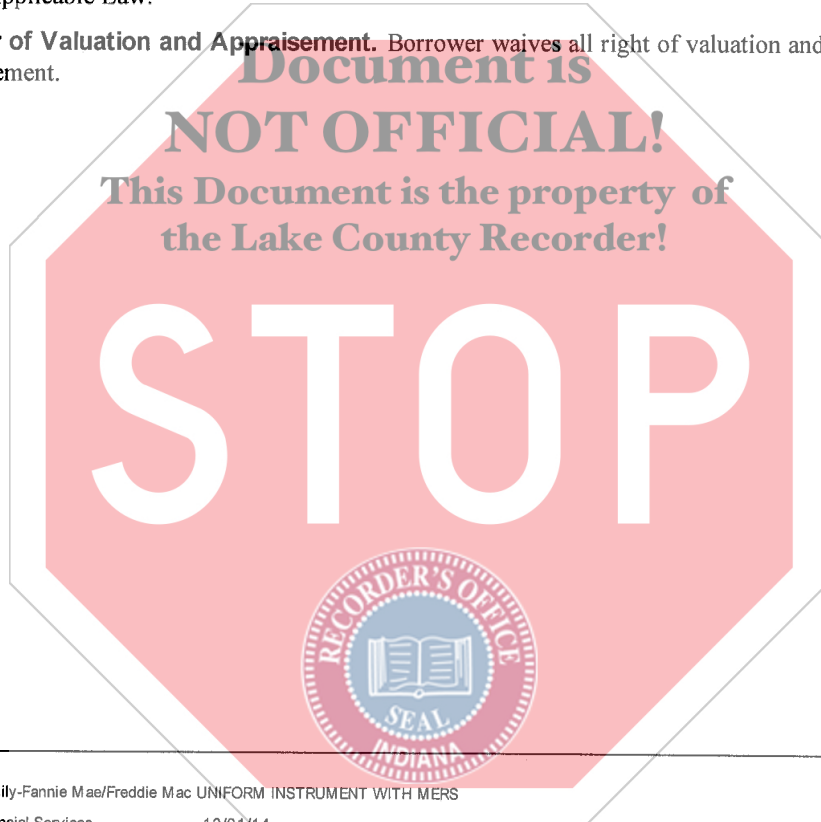 pplicable Law.
r of Valuation and Appraisement. Borrower waives all right of valuation and
ement.
Document is
NOT OFFICIAL!
This Document is the property of
the Lake County Recorder!
STOP
RECORDER'S OFFICE
SEAL
INDIANA
ily-Fannie Mae/Freddie Mac UNIFORM INSTRUMENT WITH MERS